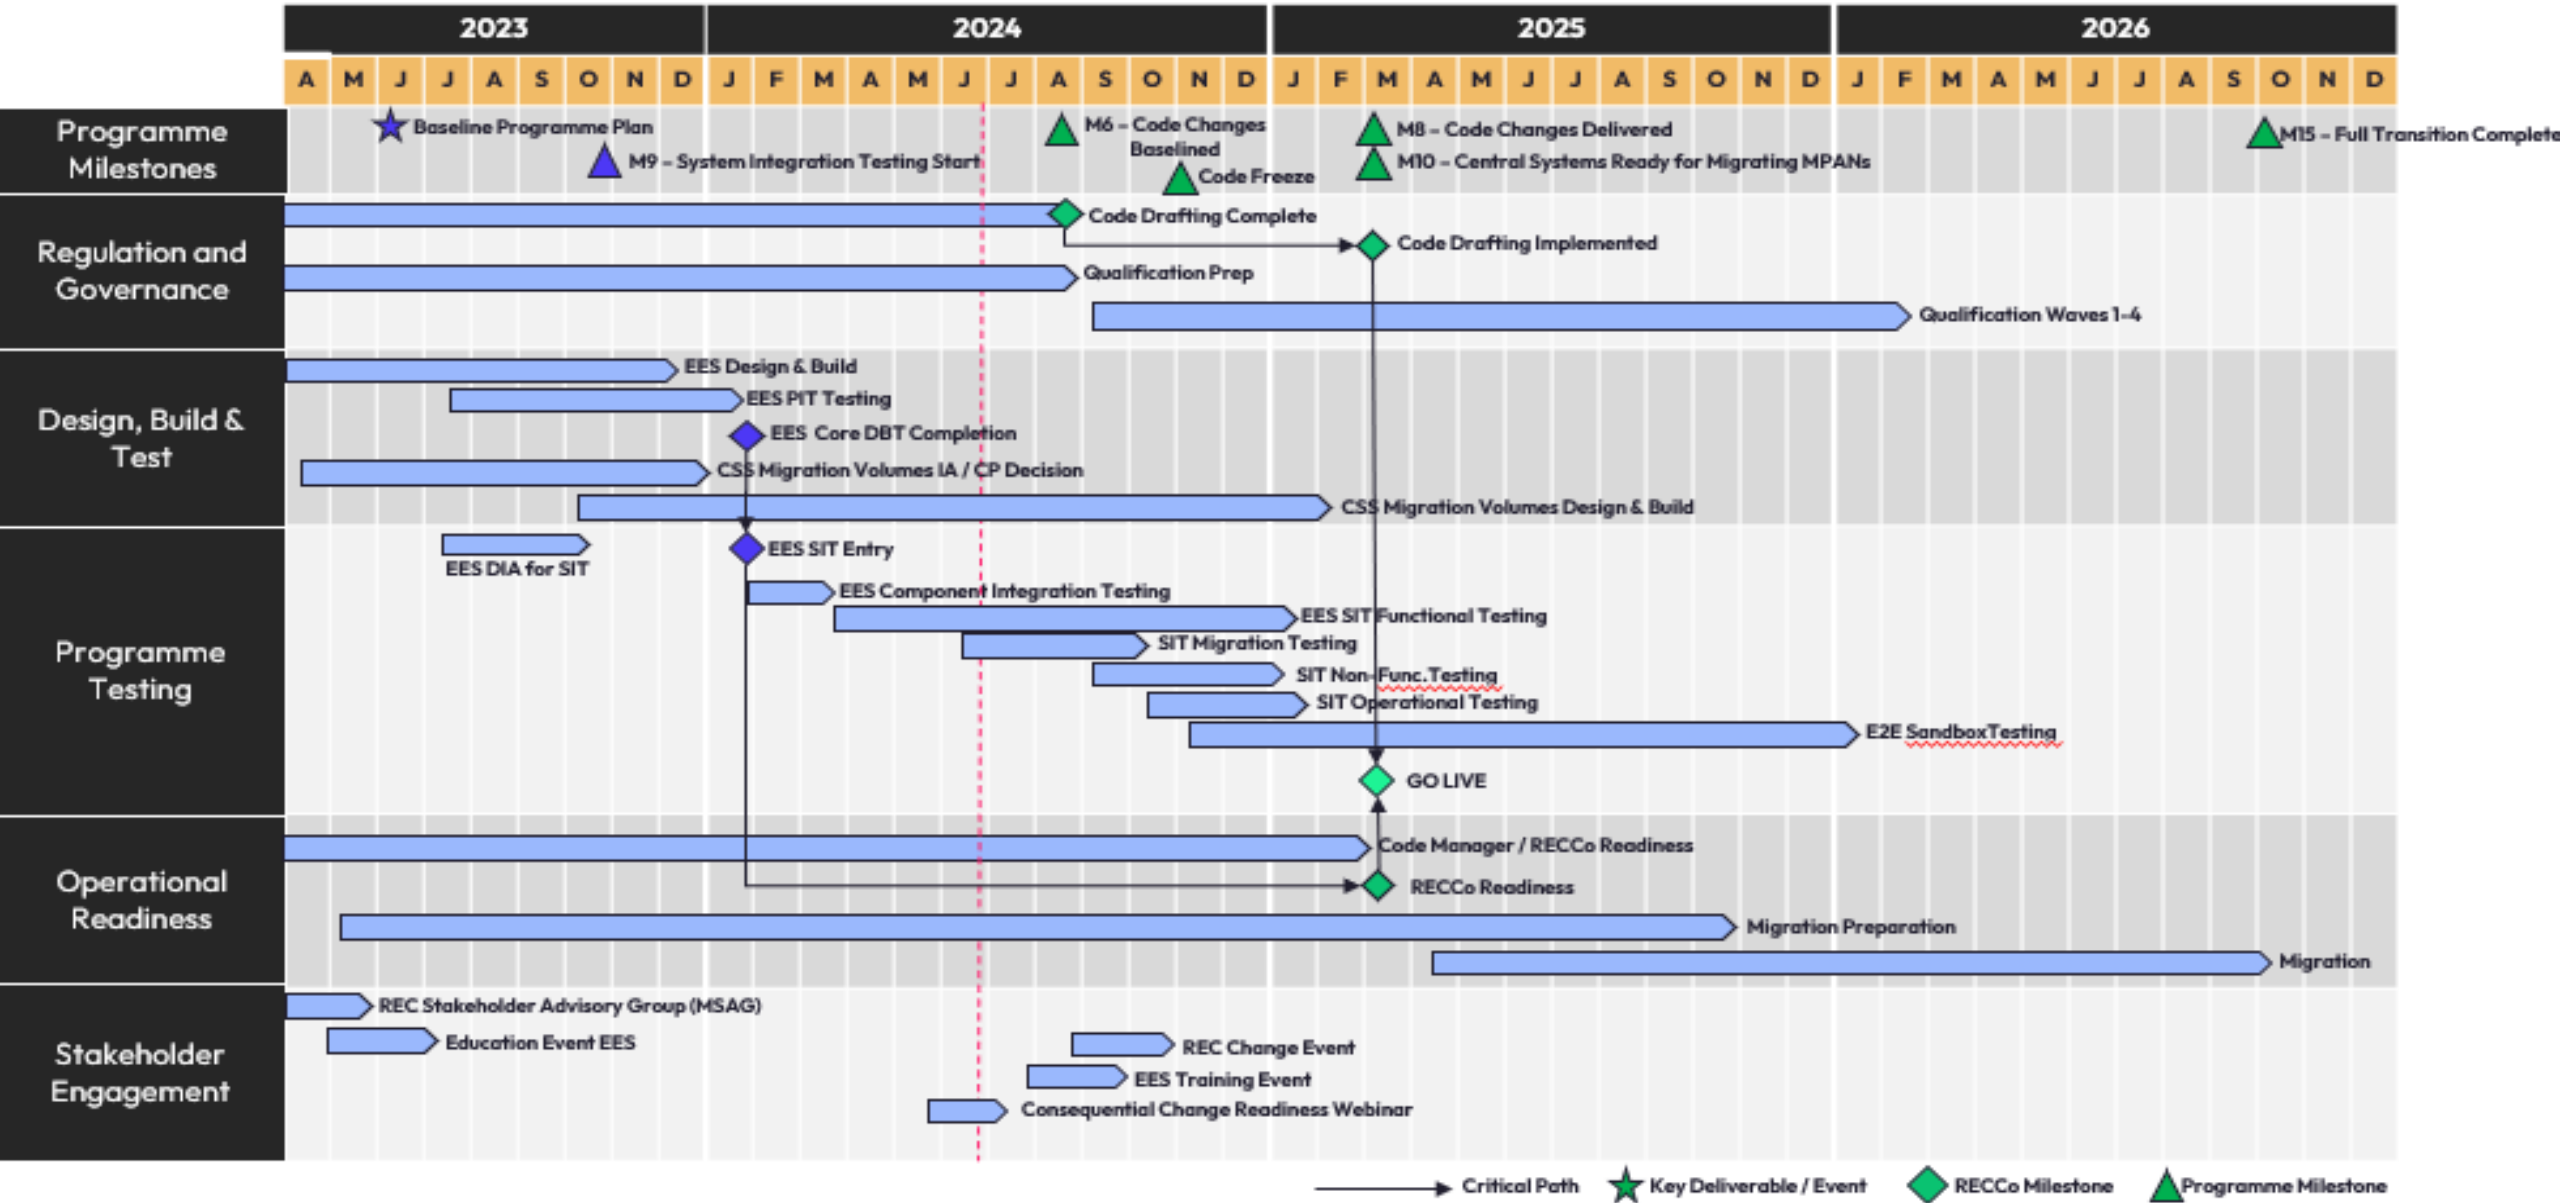 2023 2024 2025 2026
A M J J A S O N D J F M A M J J A S O N D J F M A M J J A S O N D J F M A M J J A S O N D
Programme
Milestones
Baseline Programme Plan
M9 – System Integration Testing Start
M6 – Code Changes
Baselined
Code Freeze
M8 – Code Changes Delivered
M10 – Central Systems Ready for Migrating MPANs
M15 – Full Transition Complete
Regulation and
Governance
Code Drafting Complete
Code Drafting Implemented
Qualification Prep
Qualification Waves 1-4
Design, Build &
Test
EES Design & Build
EES PIT Testing
EES Core DBT Completion
CSS Migration Volumes IA / CP Decision
CSS Migration Volumes Design & Build
Programme
Testing
EES DIA for SIT
EES SIT Entry
EES Component Integration Testing
EES SIT Functional Testing
SIT Migration Testing
SIT Non-Func.Testing
SIT Operational Testing
E2E SandboxTesting
GO LIVE
Operational
Readiness
Code Manager / RECCo Readiness
RECCo Readiness
Migration Preparation
Migration
Stakeholder
Engagement
REC Stakeholder Advisory Group (MSAG)
Education Event EES
REC Change Event
EES Training Event
Consequential Change Readiness Webinar
Critical Path
Key Deliverable / Event
RECCo Milestone
Programme Milestone